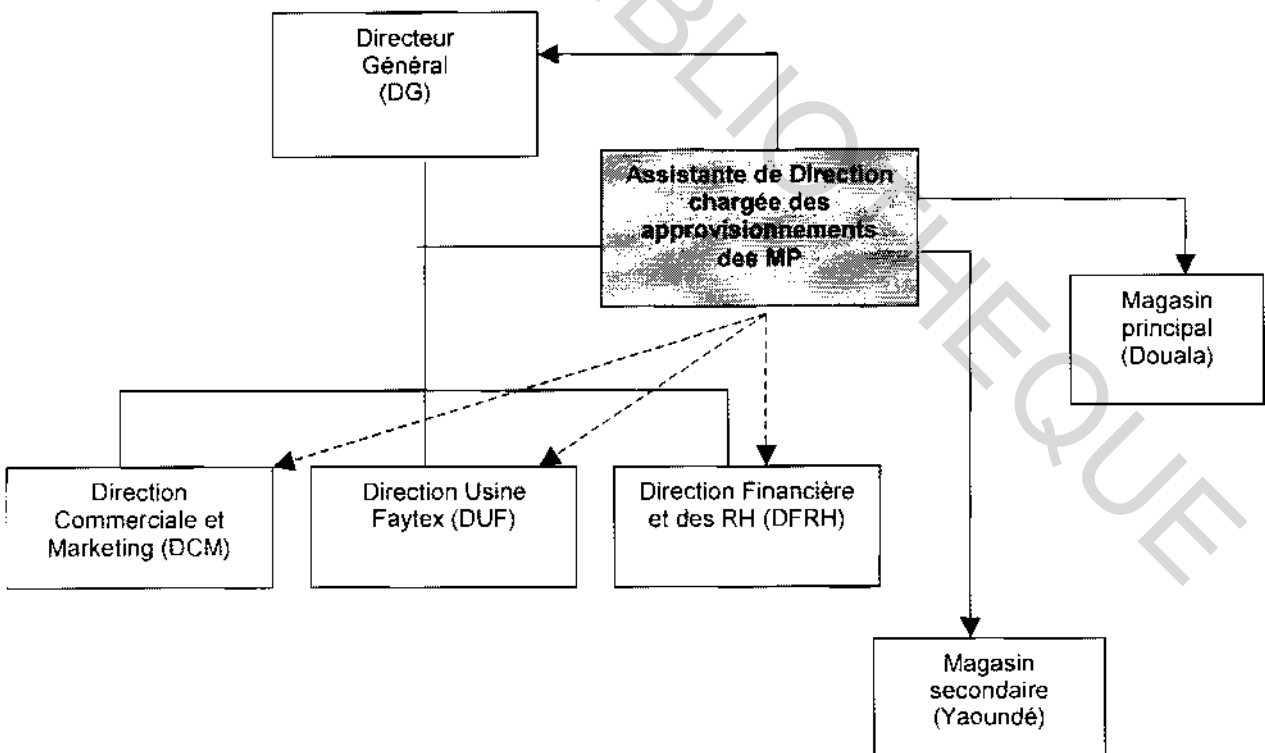 Directeur
Général
(DG)
Assistante de Direction
chargée des
approvisionnements
des MP
Magasin
principal
(Douala)
Direction
Commerciale et
Marketing (DCM)
Direction Usine
Faytex (DUF)
Direction Financière
et des RH (DFRH)
Magasin
secondaire
(Yaoundé)
BLIOTHEQUE